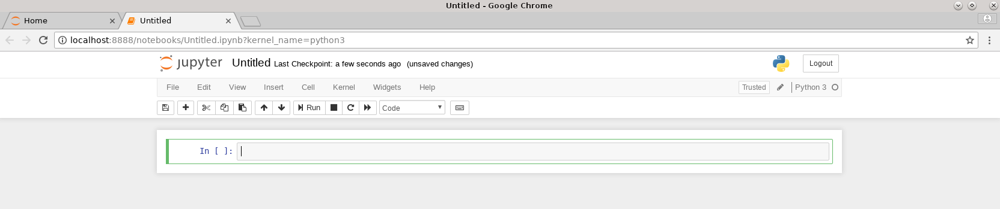 Untitled - Google Chrome
Home Untitled
localhost:8888/notebooks/Untitled.ipynb?kernel_name=python3
jupyter Untitled Last Checkpoint: a few seconds ago (unsaved changes) Logout
File Edit View Insert Cell Kernel Widgets Help Trusted Python 3
Run Code
In [ ]: